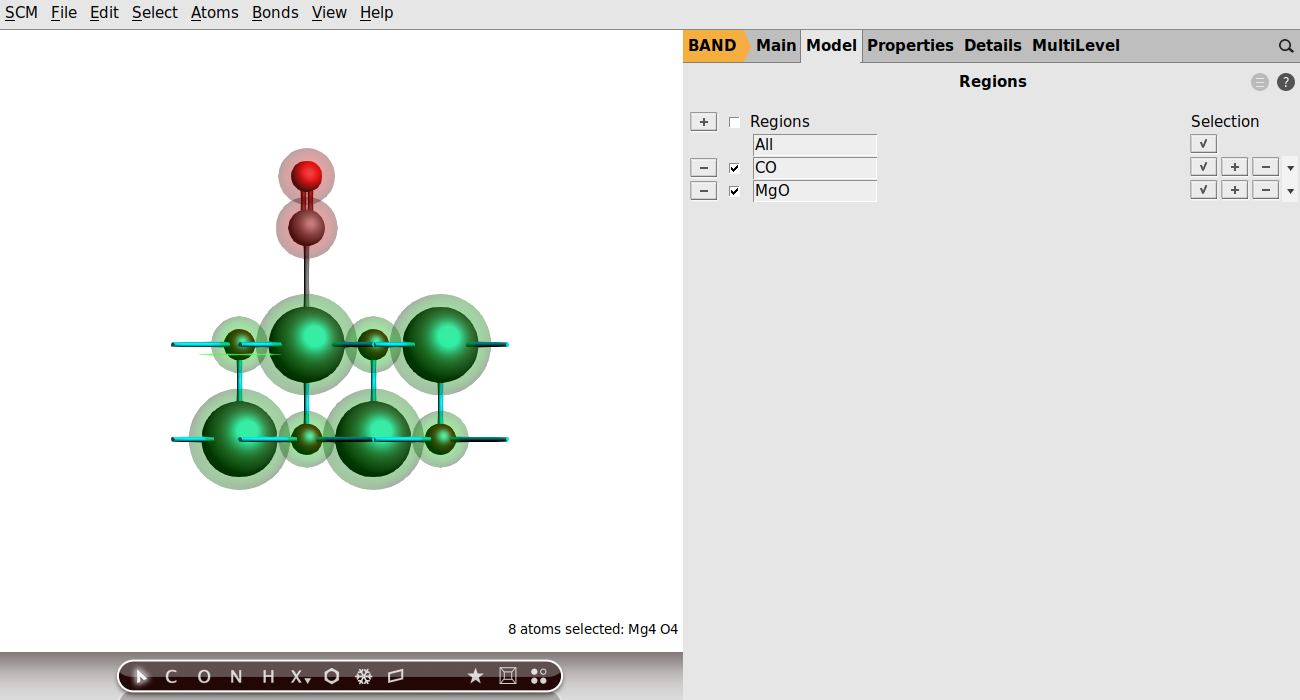 SCM File Edit Select Atoms Bonds View Help
BAND Main Model Properties Details MultiLevel
Regions
?
+ Regions Selection
All √
− CO √ + −
− MgO √ + −
8 atoms selected: Mg4 O4
C O N H X